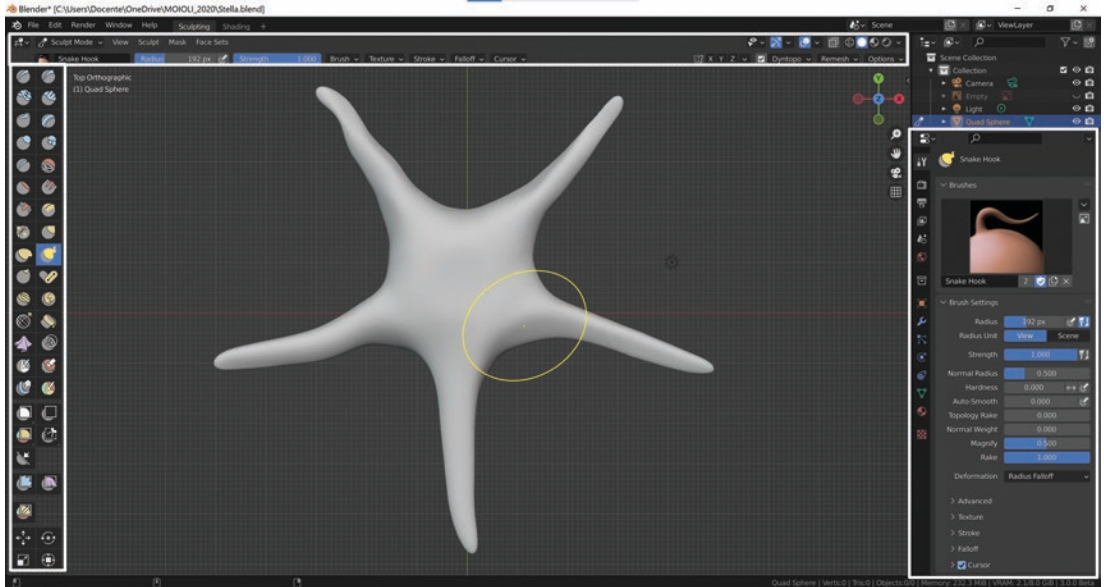 Blender* [C:\Users\Docente\OneDrive\MOIOLI_2020\Stella.blend]
File Edit Render Window Help Sculpting Shading + Scene ViewLayer
Sculpt Mode View Sculpt Mask Face Sets
Snake Hook Radius 192 px Strength 1.000 Brush Texture Stroke Falloff Cursor X Y Z Dyntopo Remesh Options
Top Orthographic
(1) Quad Sphere
Y
Z
X
Scene Collection
Collection
Camera
Empty
Light
Quad Sphere
Snake Hook
Brushes
Snake Hook 2
Brush Settings
Radius 192 px
Radius Unit View Scene
Strength 1.000
Normal Radius 0.500
Hardness 0.000
Auto-Smooth 0.000
Topology Rake 0.000
Normal Weight 0.000
Magnify 0.500
Rake 1.000
Deformation Radius Falloff
Advanced
Texture
Stroke
Falloff
Cursor
Quad Sphere | Verts:0 | Tris:0 | Objects:0/0 | Memory: 232.3 MiB | VRAM: 2.1/8.0 GiB | 3.0.0 Beta